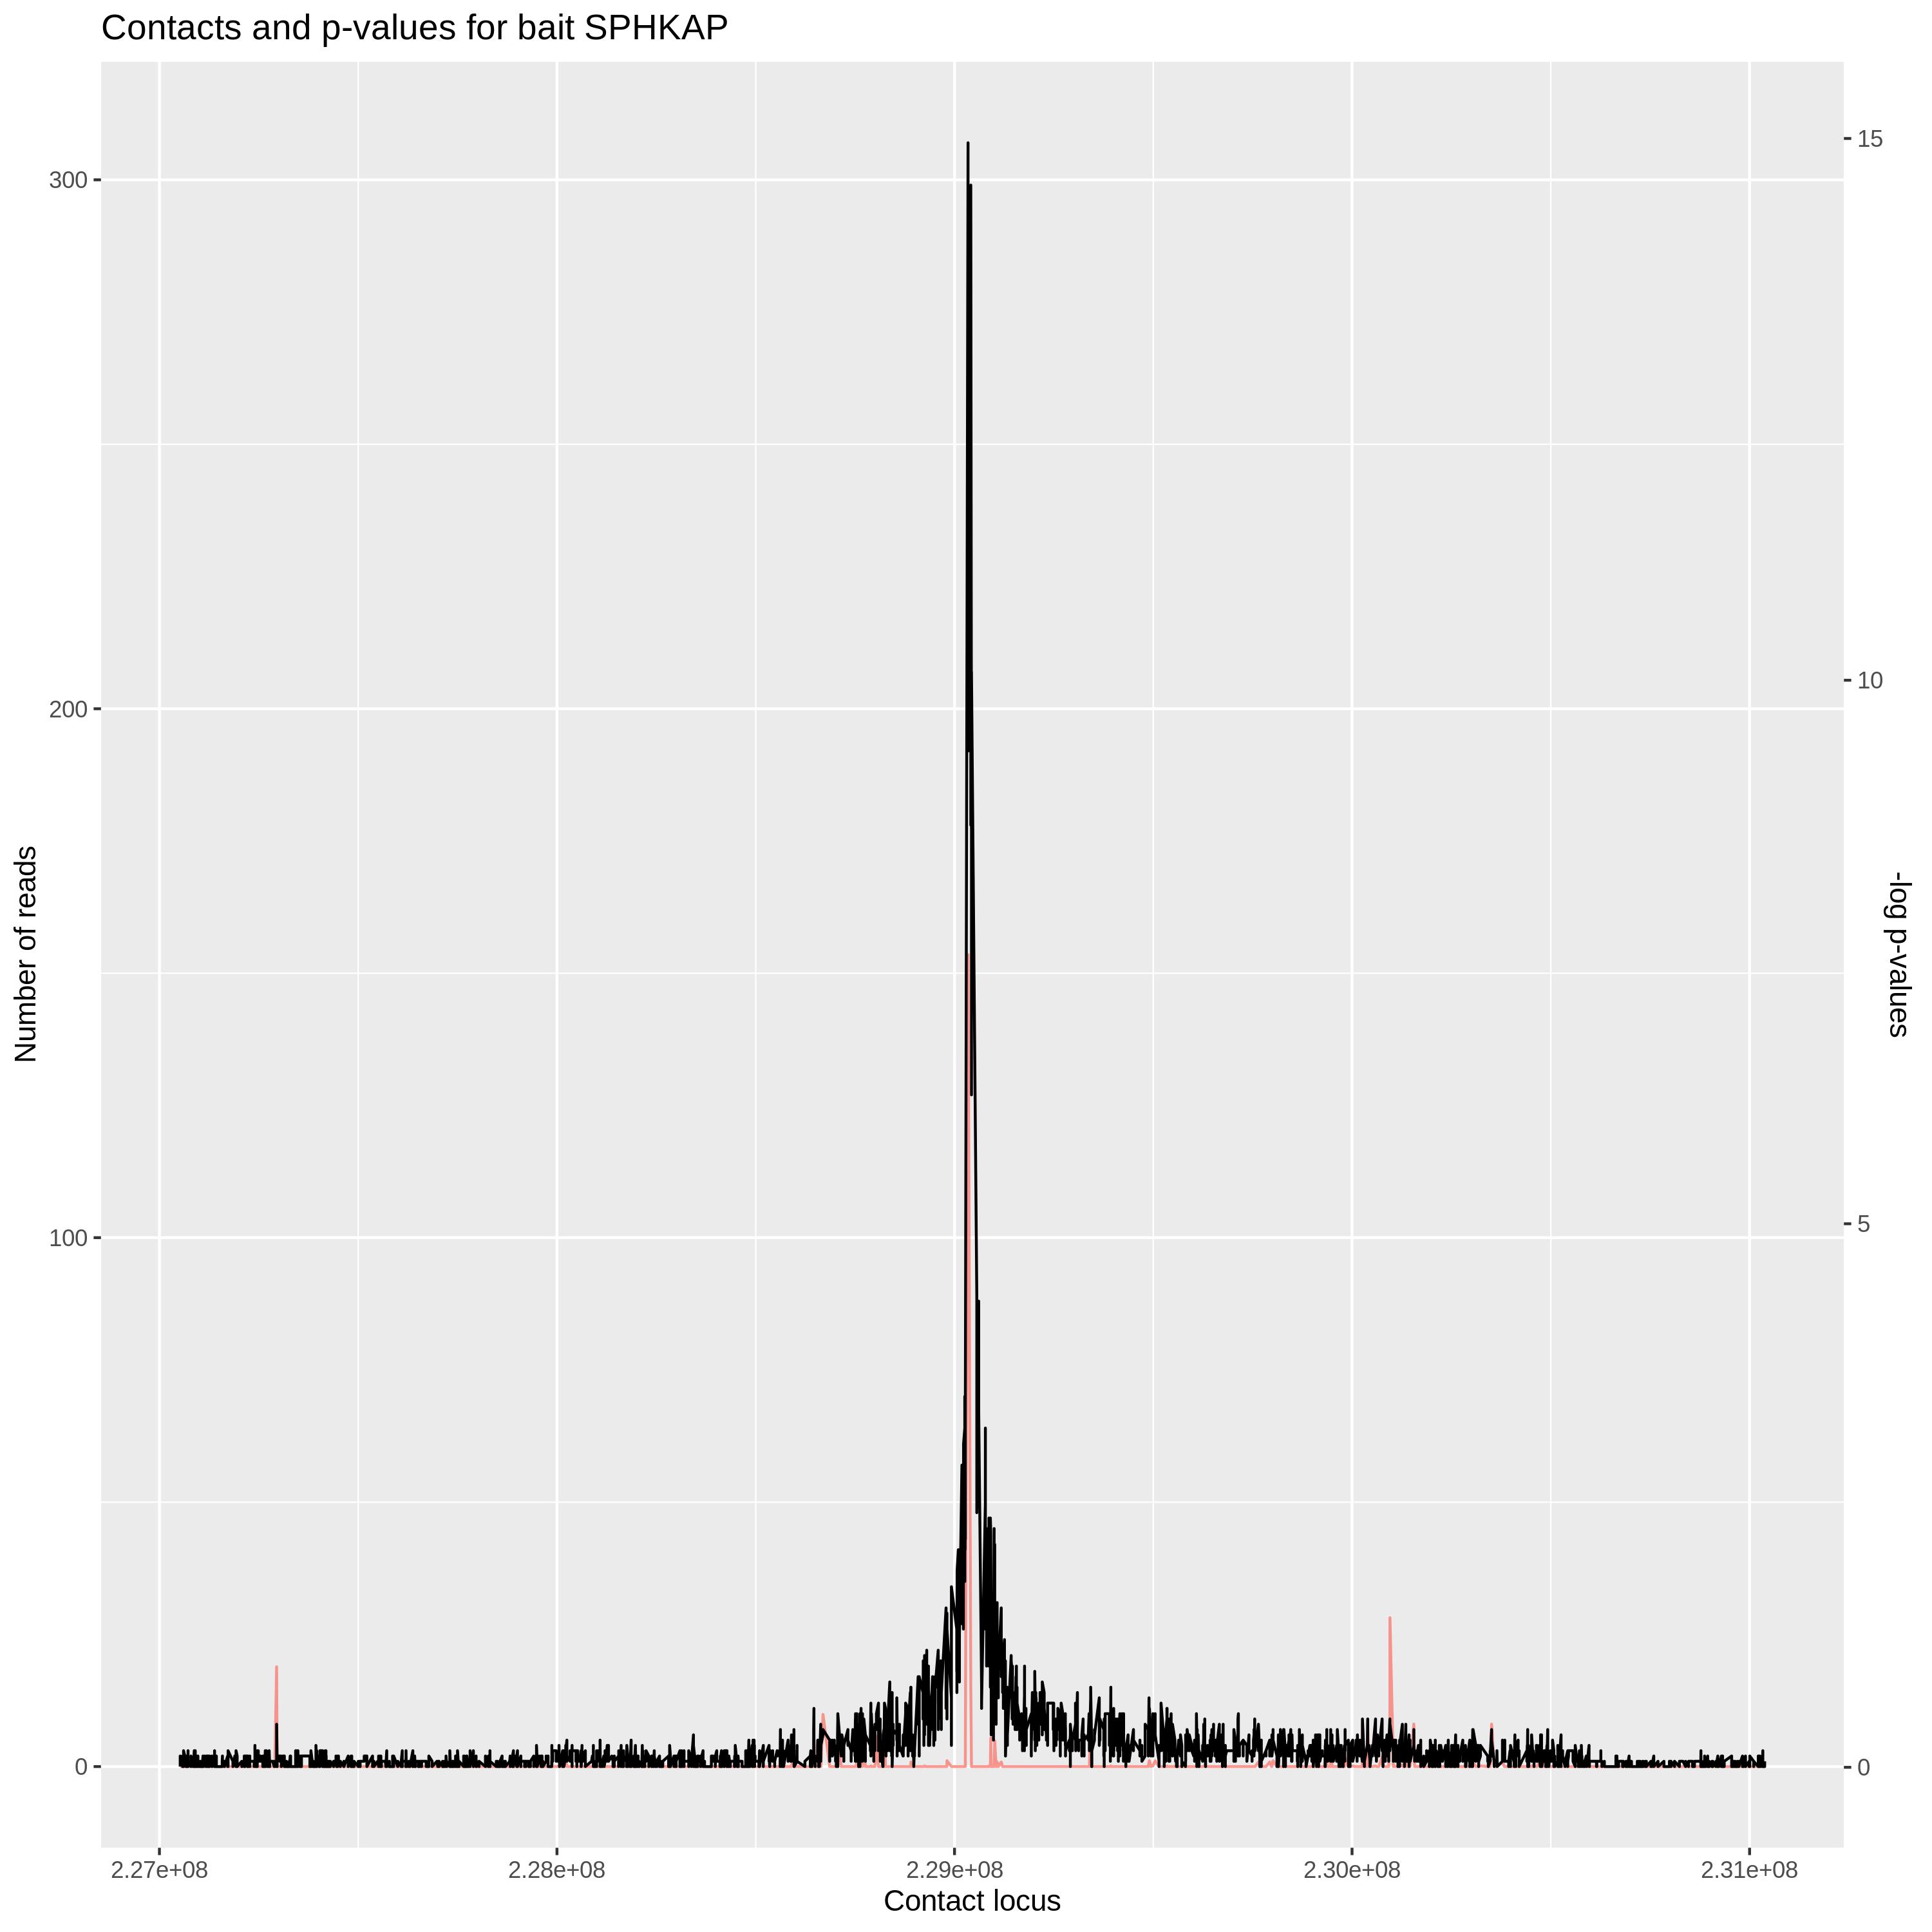 Contacts and p-values for bait SPHKAP
300
200
100
0
Number of reads
15
10
5
0
-log p-values
2.27e+08
2.28e+08
2.29e+08
2.30e+08
2.31e+08
Contact locus